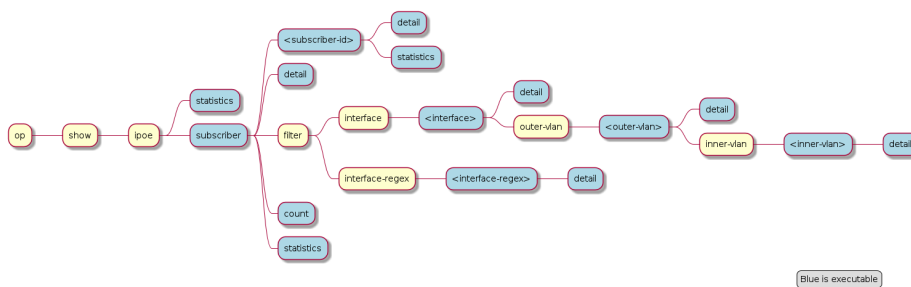 op
show
ipoe
statistics
subscriber
<subscriber-id>
detail
statistics
detail
filter
interface
<interface>
detail
outer-vlan
<outer-vlan>
detail
inner-vlan
<inner-vlan>
detail
interface-regex
<interface-regex>
detail
count
statistics
Blue is executable